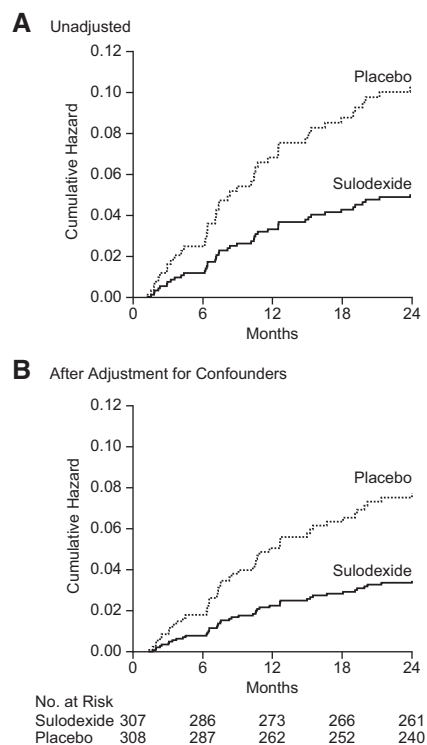 A Unadjusted
0.12
0.10
0.08
0.06
0.04
0.02
0.00
Cumulative Hazard
Placebo
Sulodexide
0 6 12 18 24
Months
B After Adjustment for Confounders
0.12
0.10
0.08
0.06
0.04
0.02
0.00
Cumulative Hazard
Placebo
Sulodexide
0 6 12 18 24
Months
No. at Risk
Sulodexide 307 286 273 266 261
Placebo 308 287 262 252 240